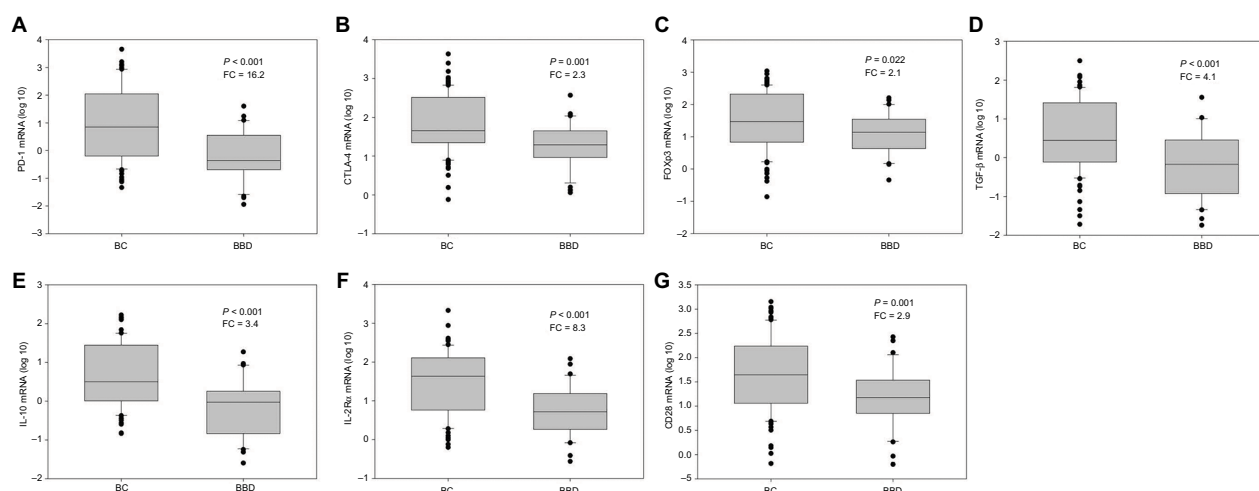 A
PD-1 mRNA (log 10)
4
3
2
1
0
–1
–2
–3
P < 0.001
FC = 16.2
BC
BBD
B
CTLA-4 mRNA (log 10)
4
3
2
1
0
–1
P = 0.001
FC = 2.3
BC
BBD
C
FOXp3 mRNA (log 10)
4
3
2
1
0
–1
–2
P = 0.022
FC = 2.1
BC
BBD
D
TGF-β mRNA (log 10)
3
2
1
0
–1
–2
P < 0.001
FC = 4.1
BC
BBD
E
IL-10 mRNA (log 10)
3
2
1
0
–1
–2
P < 0.001
FC = 3.4
BC
BBD
F
IL-2Rα mRNA (log 10)
4
3
2
1
0
–1
P < 0.001
FC = 8.3
BC
BBD
G
CD28 mRNA (log 10)
3.5
3.0
2.5
2.0
1.5
1.0
0.5
0.0
–5
P = 0.001
FC = 2.9
BC
BBD